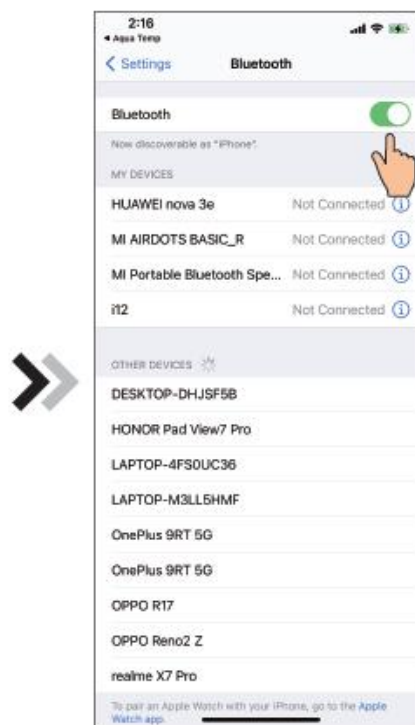 2:16
Aqua Temp
Settings Bluetooth
Bluetooth
Now discoverable as "iPhone".
MY DEVICES
HUAWEI nova 3e Not Connected
MI AIRDOTS BASIC_R Not Connected
MI Portable Bluetooth Spe... Not Connected
i12 Not Connected
OTHER DEVICES
DESKTOP-DHJSF5B
HONOR Pad View7 Pro
LAPTOP-4FS0UC36
LAPTOP-M3LL5HMF
OnePlus 9RT 5G
OnePlus 9RT 5G
OPPO R17
OPPO Reno2 Z
realme X7 Pro
To pair an Apple Watch with your iPhone, go to the Apple
Watch app.